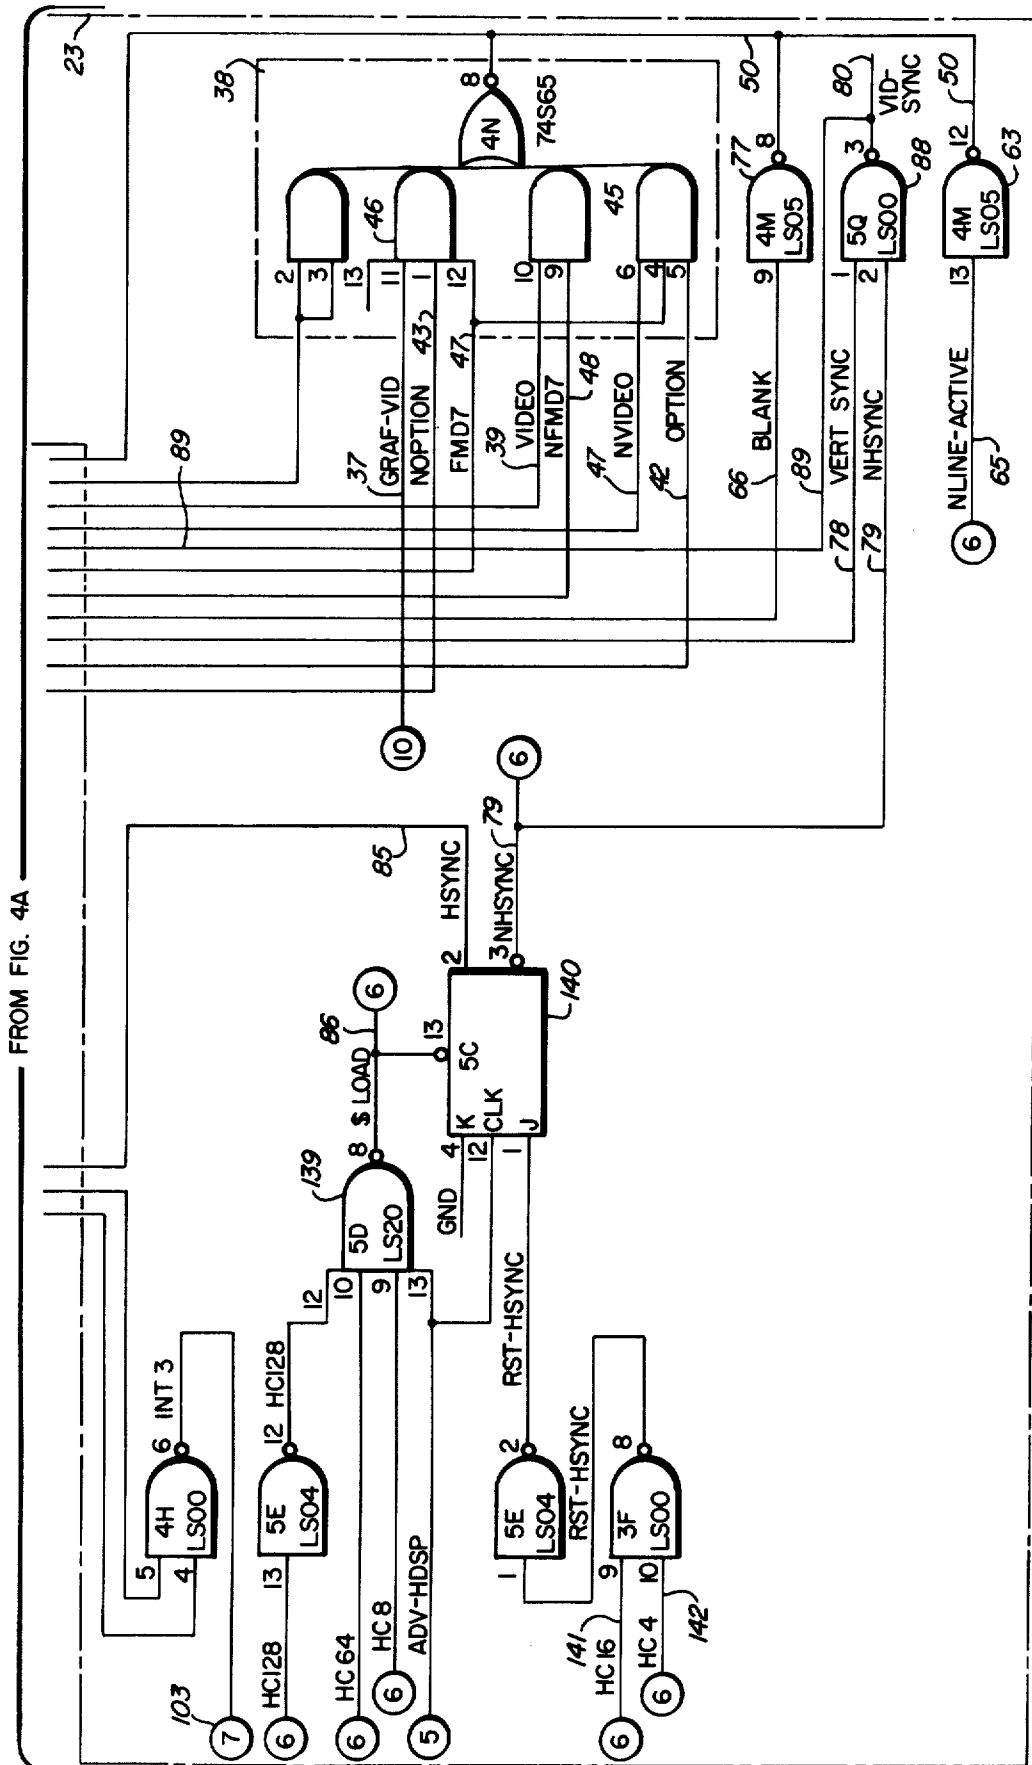 FROM FIG. 4A
23
38
2
3
13
11
1
12
10
9
6
4
5
46
45
4N
8
74S65
50
37
GRAF-VID
NOPTION
43
FMD7
47
39
VIDEO
NFMD7
48
NVIDEO
47
OPTION
42
10
89
66
BLANK
9
4M
LS05
77
8
50
89
78
VERT SYNC
1
79
NHSYNC
2
5Q
LS00
3
88
80
VID-
SYNC
6
NLINE-ACTIVE
65
13
4M
LS05
12
63
50
85
HSYNC
2
3
NHSYNC
79
6
140
5C
13
K
CLK
J
4
12
1
GND
86
6
$ LOAD
8
139
5D
LS20
12
10
9
13
RST-HSYNC
103
7
5
4
4H
LS00
6
INT 3
6
HC128
13
5E
LS04
12
HC128
6
HC64
6
HC8
5
ADV-HDSP
1
5E
LS04
2
RST-HSYNC
6
HC16
141
9
6
HC4
142
10
3F
LS00
8